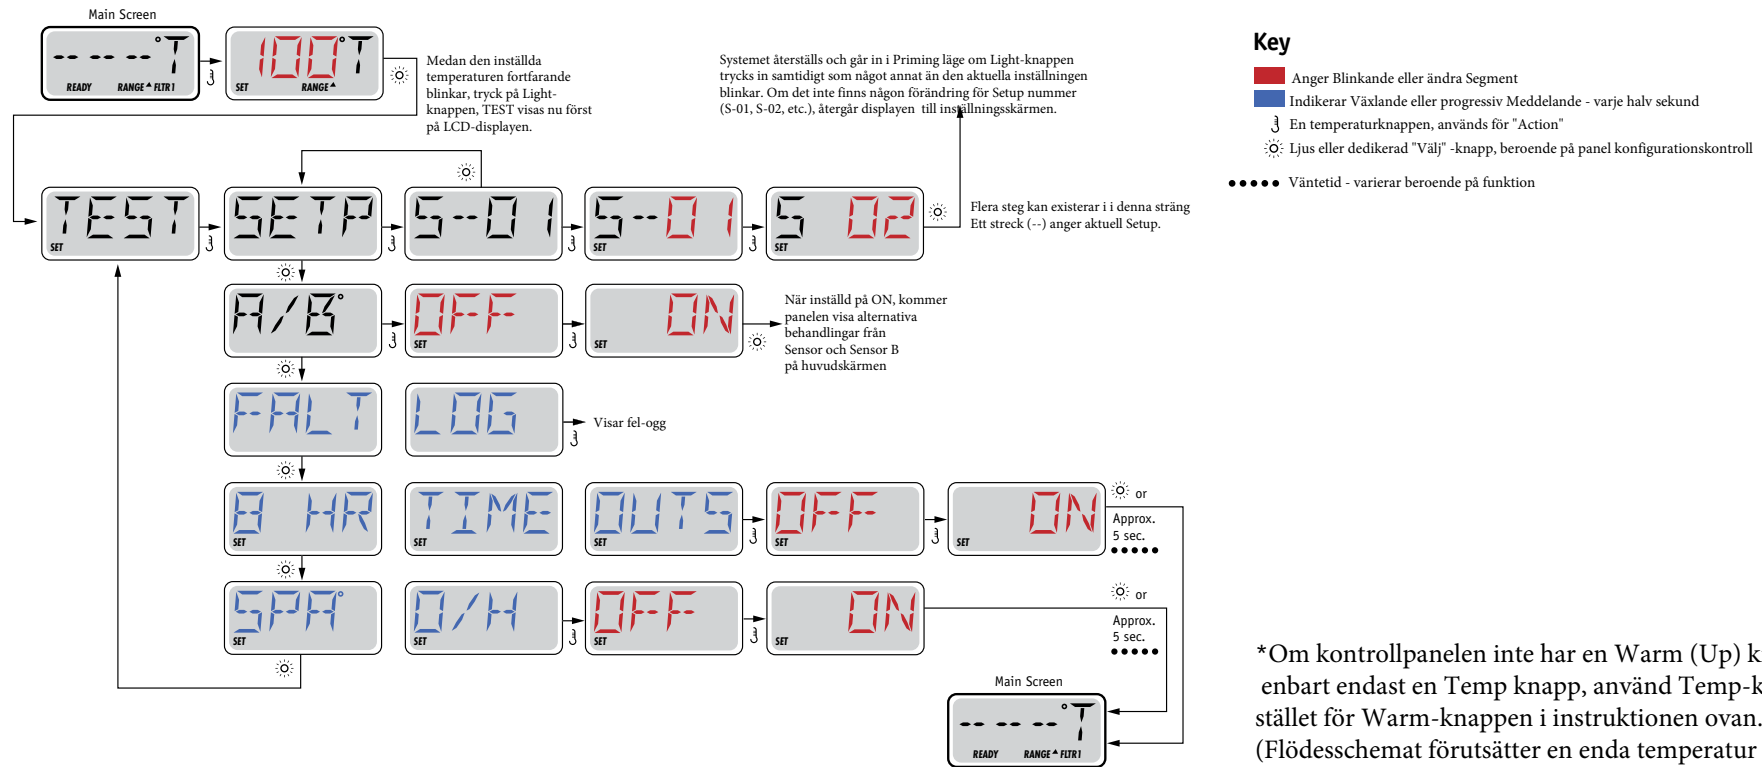 Main Screen
-- -- -- °T
READY RANGE FLTR1
100°T
SET RANGE
Medan den inställda
temperaturen fortfarande
blinkar, tryck på Light-
knappen, TEST visas nu först
på LCD-displayen.
Systemet återställs och går in i Priming läge om Light-knappen
trycks in samtidigt som något annat än den aktuella inställningen
blinkar. Om det inte finns någon förändring för Setup nummer
(S-01, S-02, etc.), återgår displayen till inställningsskärmen.
Key
Anger Blinkande eller ändra Segment
Indikerar Växlande eller progressiv Meddelande - varje halv sekund
En temperaturknappen, används för "Action"
Ljus eller dedikerad "Välj" -knapp, beroende på panel konfigurationskontroll
Väntetid - varierar beroende på funktion
TEST
SET
SETP
S-01
S-01
SET
S 02
SET
Flera steg kan existerar i i denna sträng
Ett streck (--) anger aktuell Setup.
A/B°
OFF
SET
ON
SET
När inställd på ON, kommer
panelen visa alternativa
behandlingar från
Sensor och Sensor B
på huvudskärmen
FALT
LOG
Visar fel-ogg
8 HR
SET
TIME
SET
OUTS
SET
OFF
SET
ON
SET
or
Approx.
5 sec.
SPA°
SET
O/H
SET
OFF
SET
ON
SET
or
Approx.
5 sec.
Main Screen
-- -- -- °T
READY RANGE FLTR1
*Om kontrollpanelen inte har en Warm (Up) k
enbart endast en Temp knapp, använd Temp-k
stället för Warm-knappen i instruktionen ovan.
(Flödesschemat förutsätter en enda temperatur